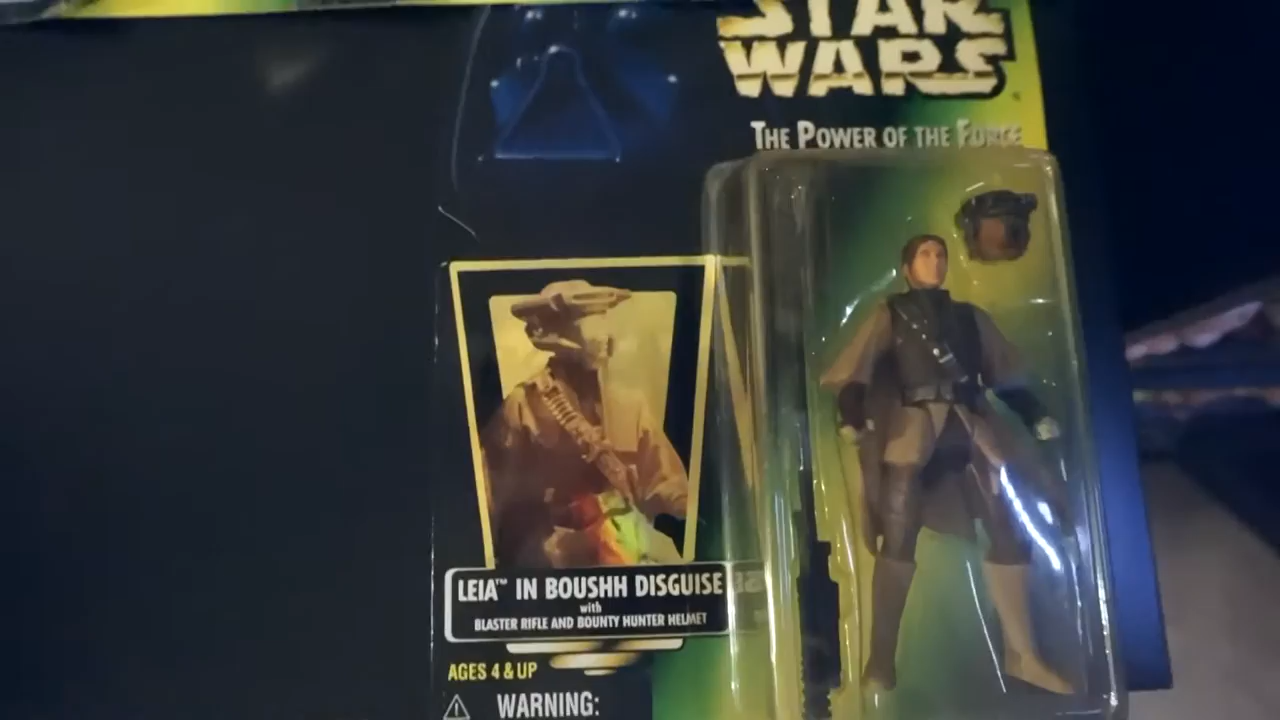 STAR
WARS
THE POWER OF THE FORCE
LEIA™ IN BOUSHH DISGUISE
with
BLASTER RIFLE AND BOUNTY HUNTER HELMET
AGES 4 & UP
WARNING: